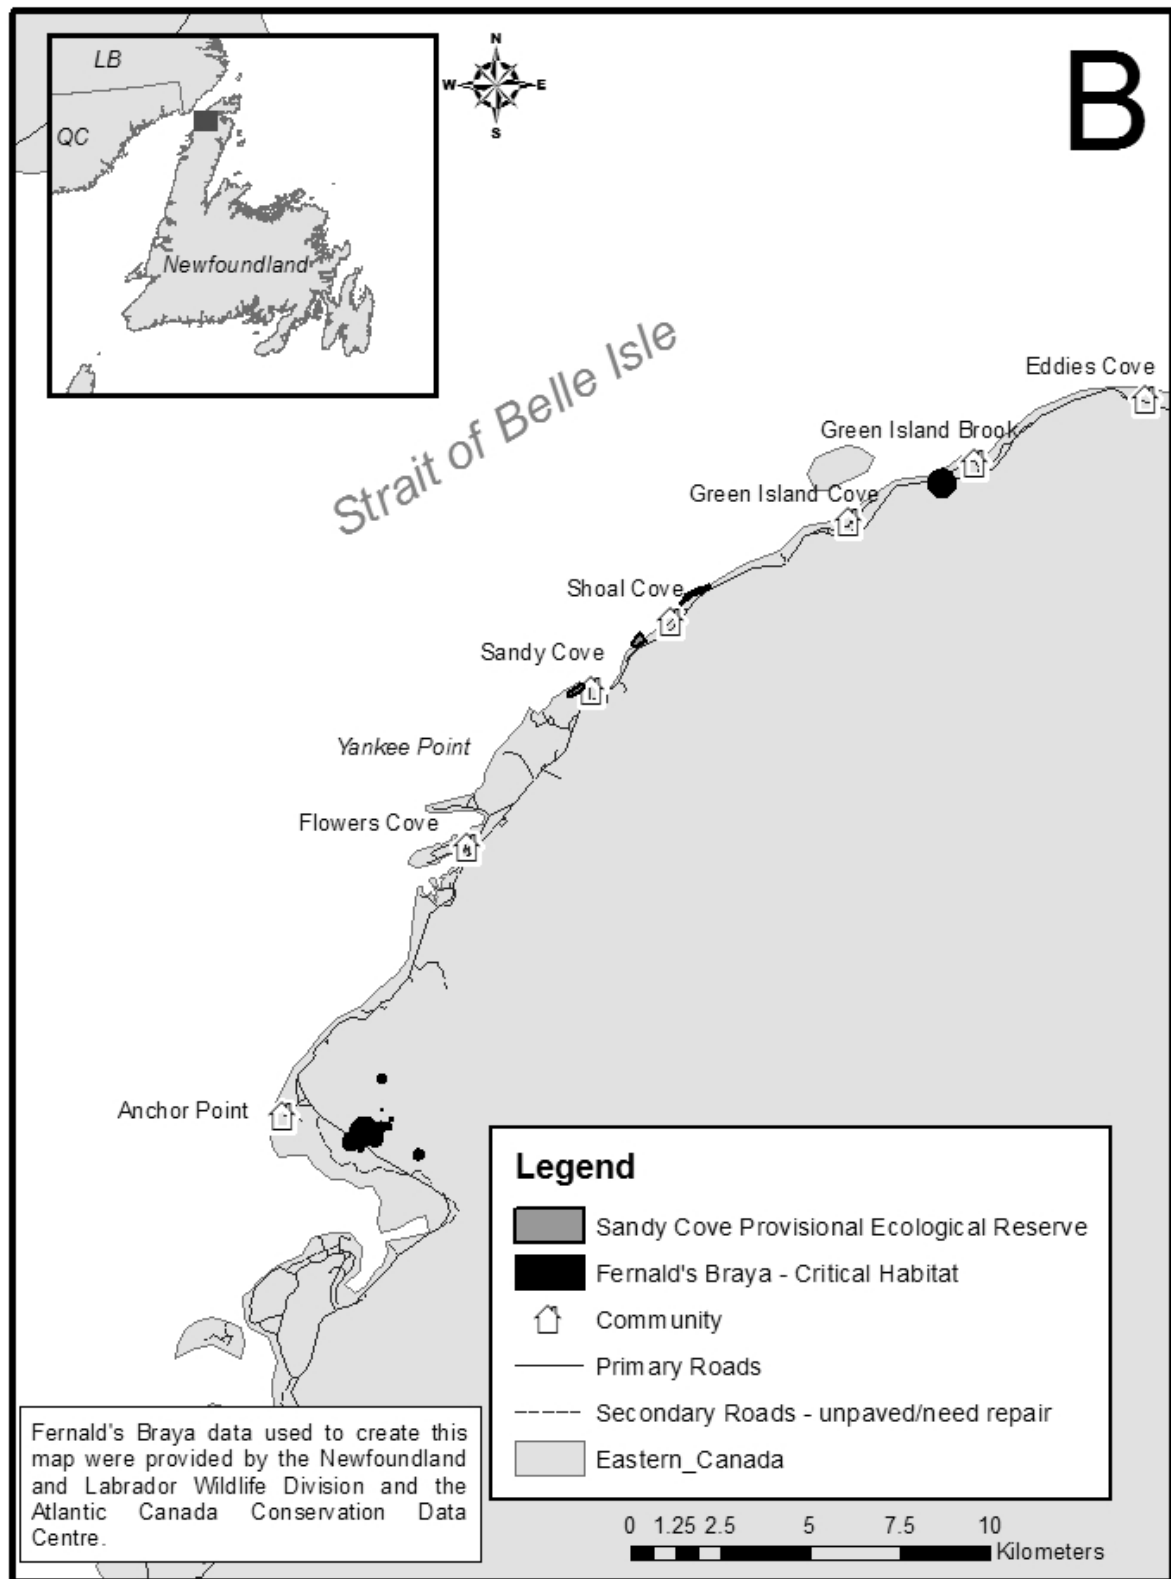 B
LB
QC
Newfoundland
N
W E
S
Strait of Belle Isle
Eddies Cove
Green Island Brook
Green Island Cove
Shoal Cove
Sandy Cove
Yankee Point
Flowers Cove
Anchor Point
Legend
Sandy Cove Provisional Ecological Reserve
Fernald's Braya - Critical Habitat
Community
Primary Roads
Secondary Roads - unpaved/need repair
Eastern_Canada
Fernald's Braya data used to create this
map were provided by the Newfoundland
and Labrador Wildlife Division and the
Atlantic Canada Conservation Data
Centre.
0 1.25 2.5 5 7.5 10
Kilometers